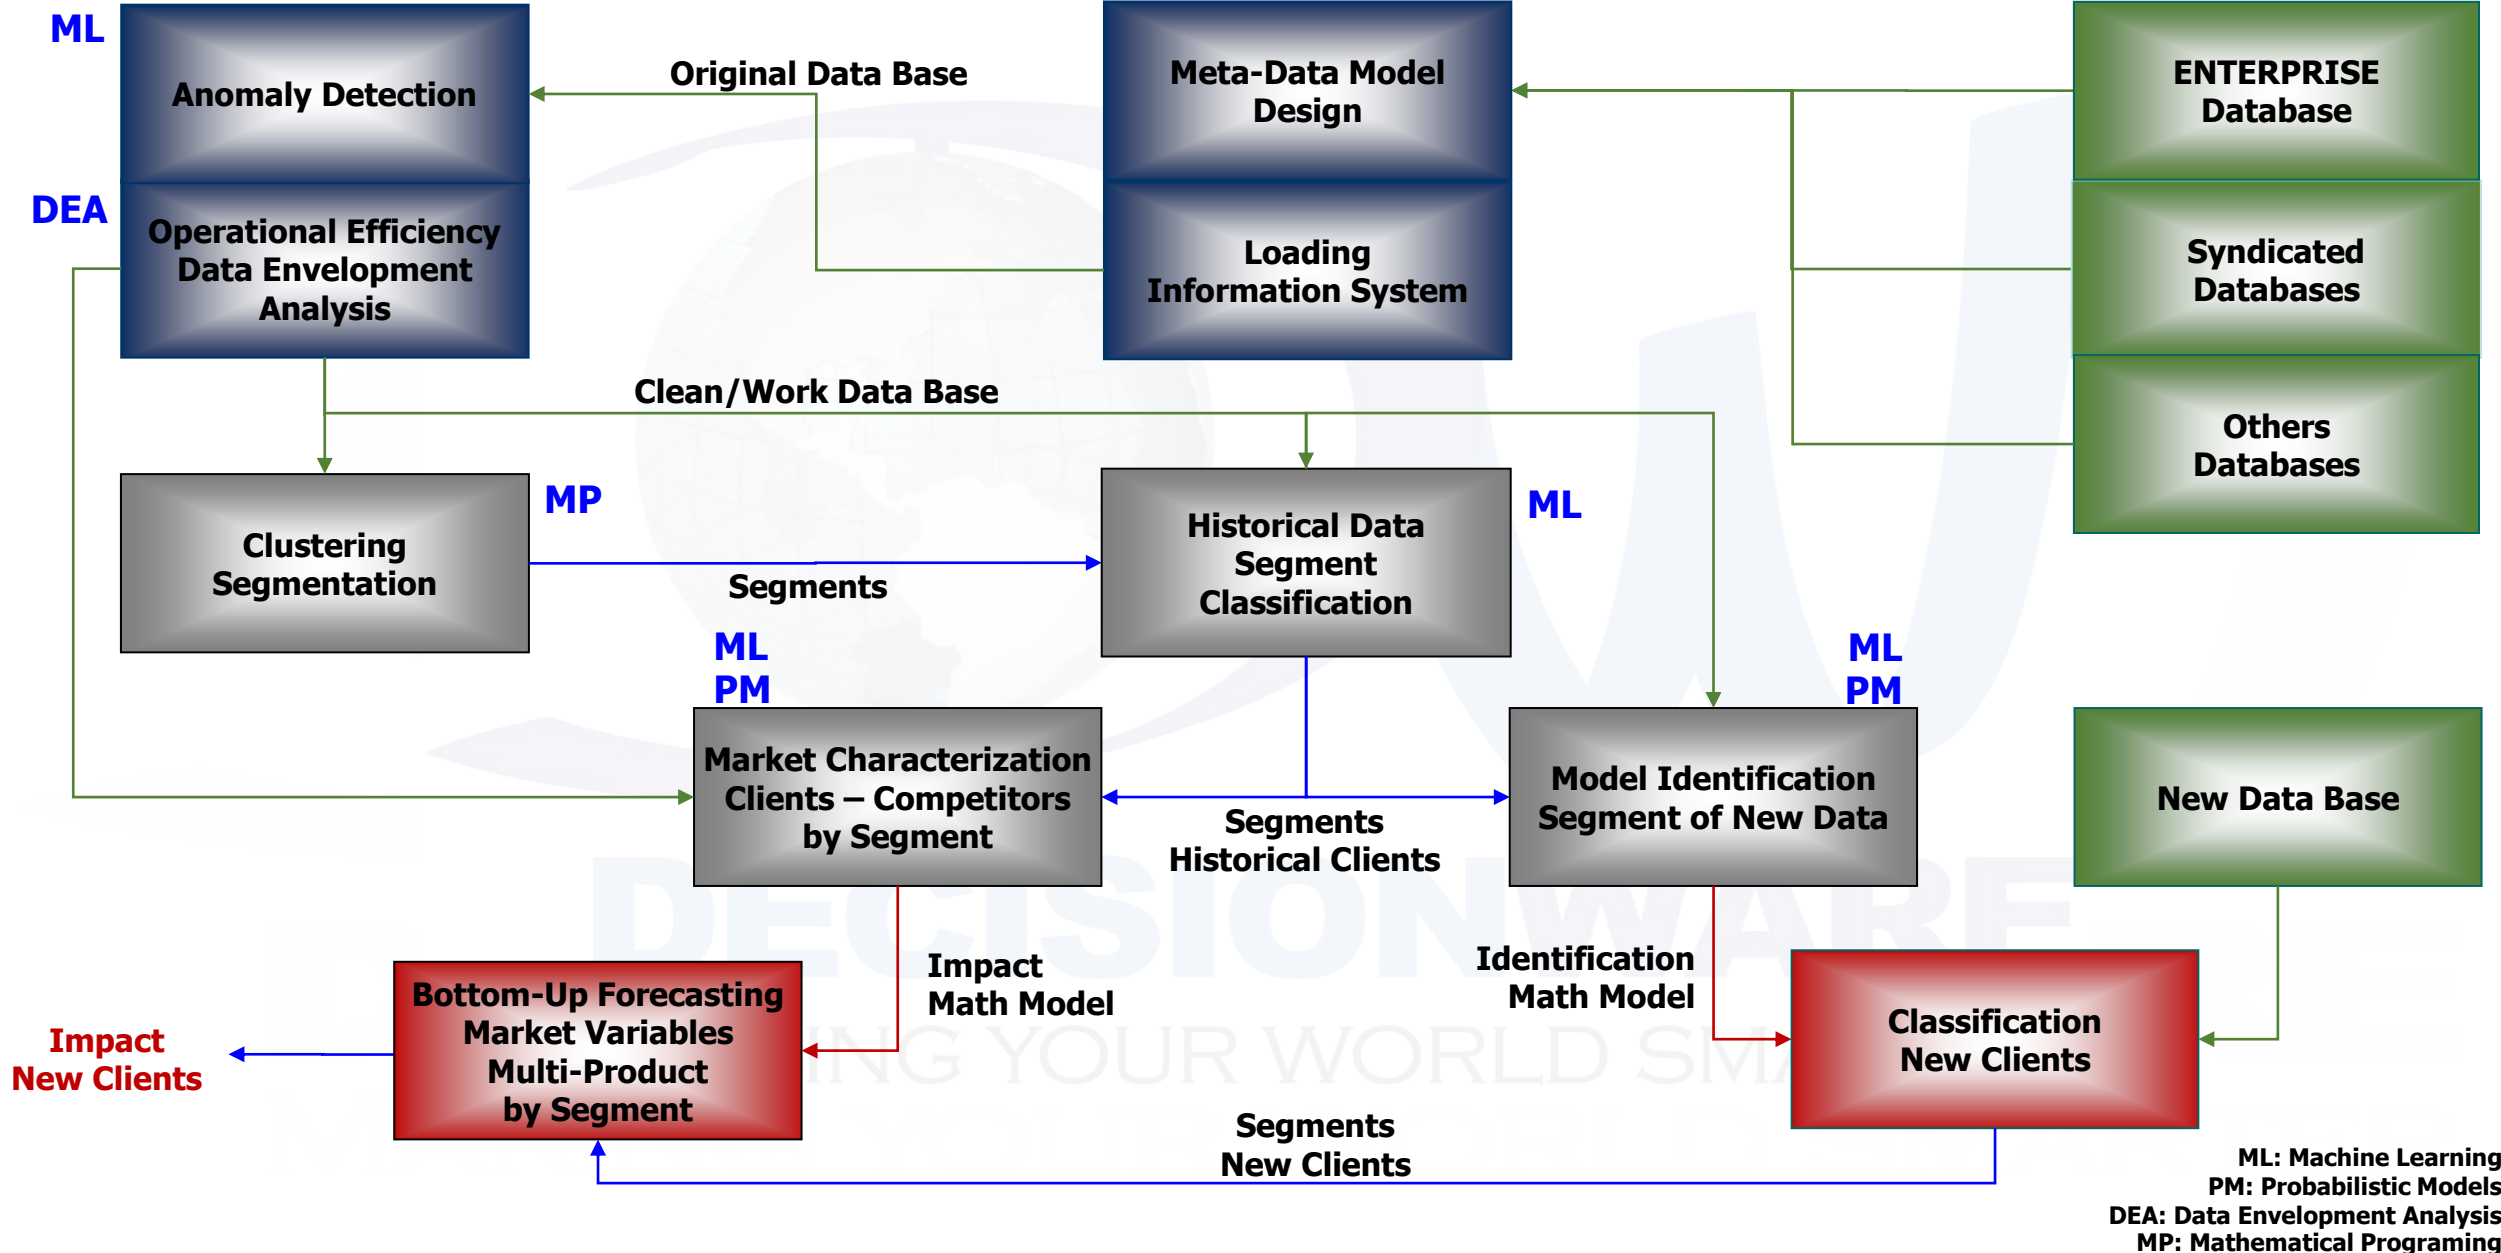 ML
Anomaly Detection
Original Data Base
Meta-Data Model
Design
ENTERPRISE
Database
DEA
Operational Efficiency
Data Envelopment
Analysis
Loading
Information System
Syndicated
Databases
Clean/Work Data Base
Others
Databases
Clustering
Segmentation
MP
Segments
Historical Data
Segment
Classification
ML
ML
PM
ML
PM
Market Characterization
Clients – Competitors
by Segment
Segments
Historical Clients
Model Identification
Segment of New Data
New Data Base
DECISIONWARE
Impact
Math Model
Identification
Math Model
Impact
New Clients
Bottom-Up Forecasting
Market Variables
Multi-Product
by Segment
ING YOUR WORLD SM
Classification
New Clients
Segments
New Clients
ML: Machine Learning
PM: Probabilistic Models
DEA: Data Envelopment Analysis
MP: Mathematical Programing